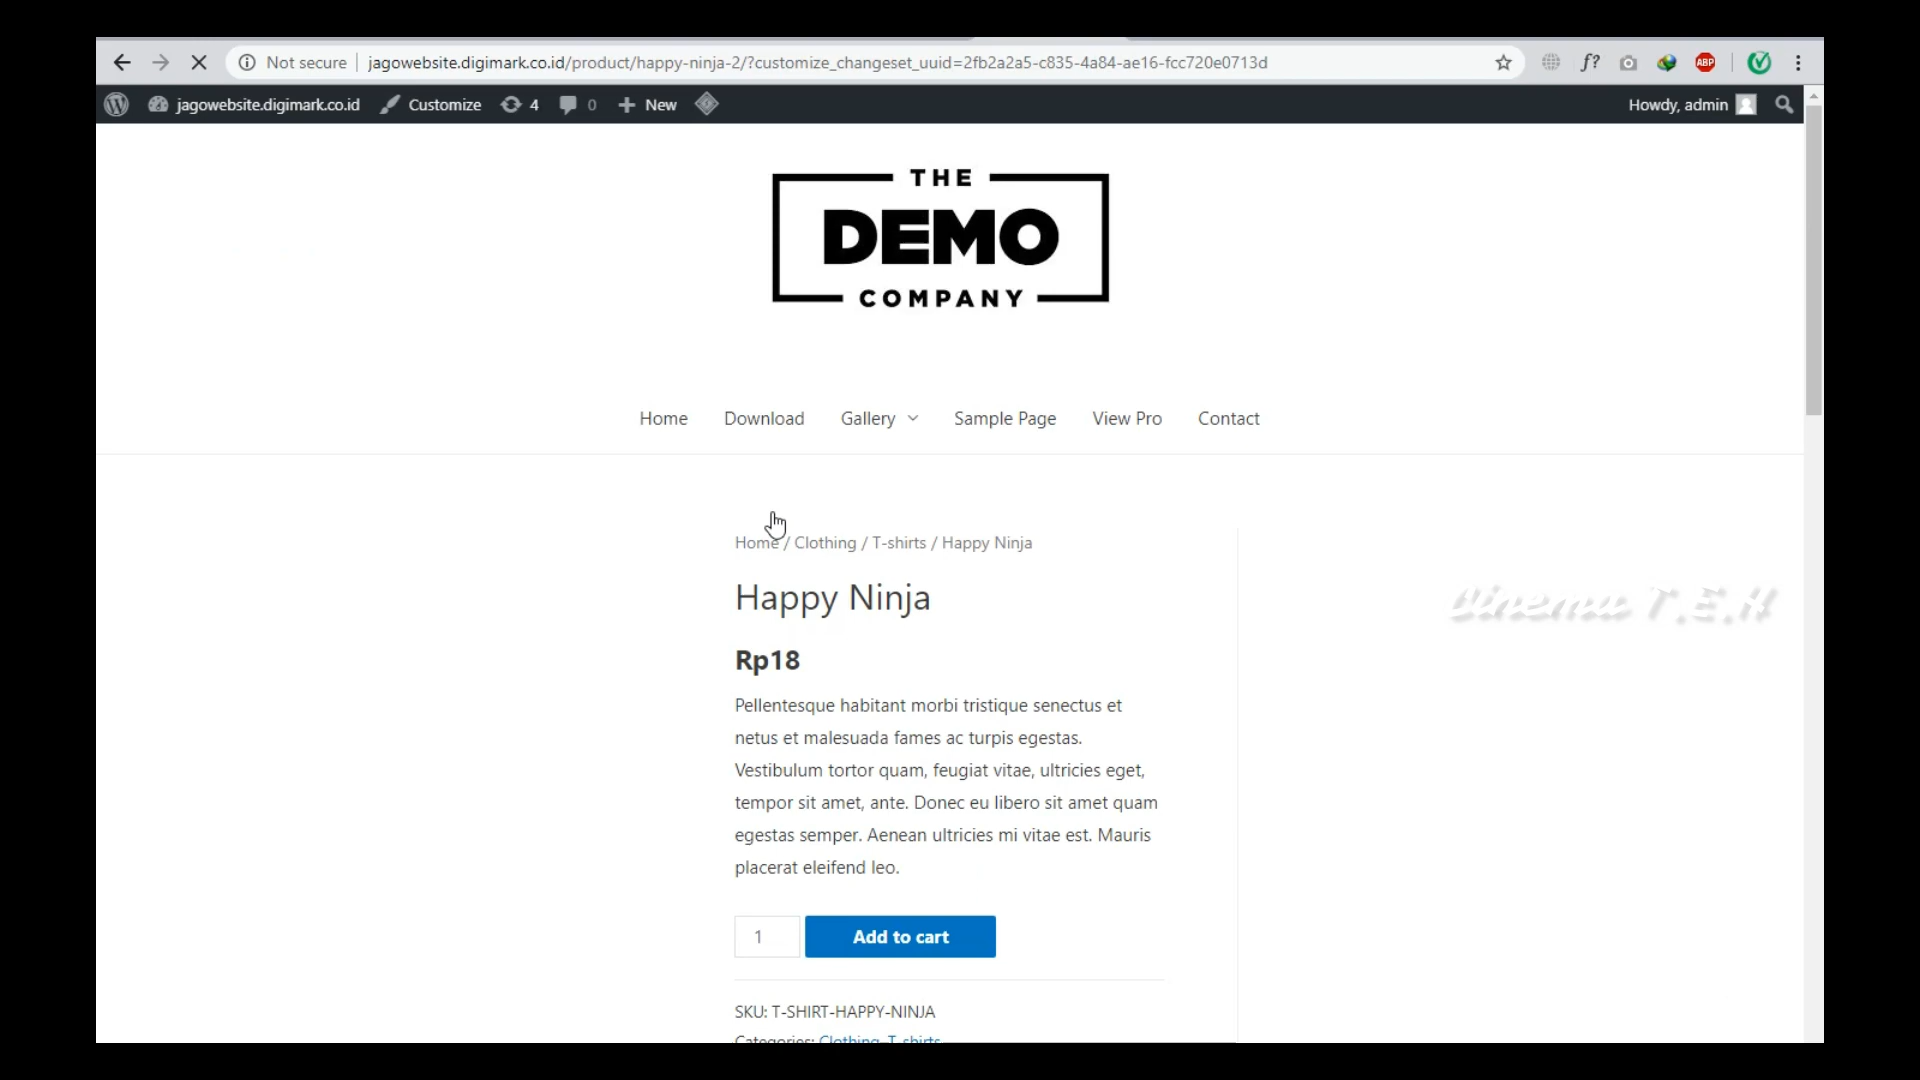 Not secure jagowebsite.digimark.co.id/product/happy-ninja-2/?customize_changeset_uuid=2fb2a2a5-c835-4a84-ae16-fcc720e0713d f? ABP
jagowebsite.digimark.co.id Customize 4 0 New Howdy, admin
THE
DEMO
COMPANY
Home Download Gallery Sample Page View Pro Contact
Home / Clothing / T-shirts / Happy Ninja
Happy Ninja
Cinema T.E.H
Rp18
Pellentesque habitant morbi tristique senectus et
netus et malesuada fames ac turpis egestas.
Vestibulum tortor quam, feugiat vitae, ultricies eget,
tempor sit amet, ante. Donec eu libero sit amet quam
egestas semper. Aenean ultricies mi vitae est. Mauris
placerat eleifend leo.
1 Add to cart
SKU: T-SHIRT-HAPPY-NINJA
Categories: Clothing, T-shirts